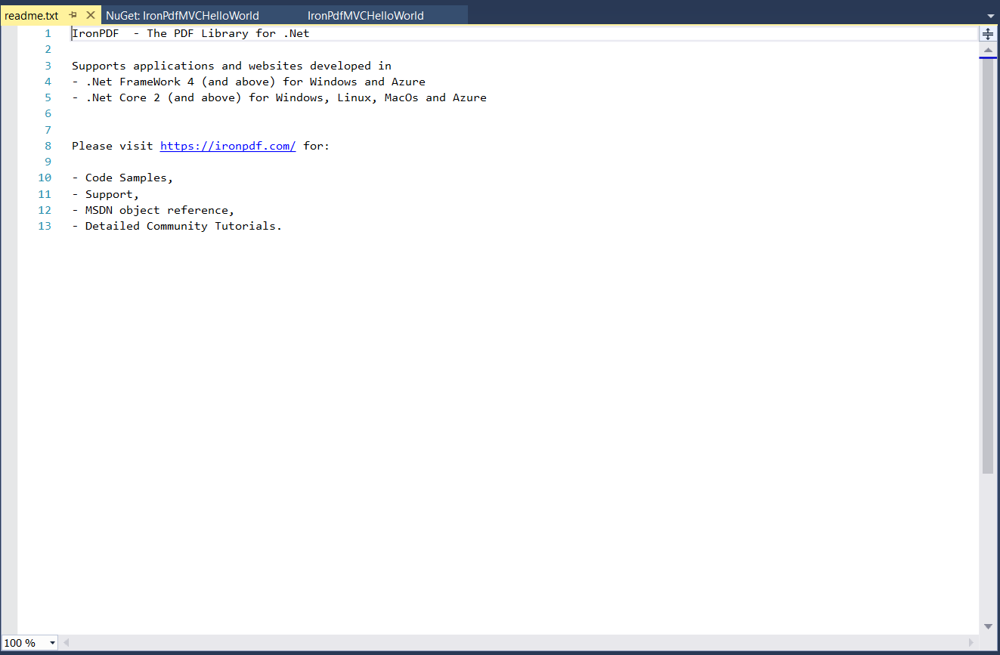 readme.txt NuGet: IronPdfMVCHelloWorld IronPdfMVCHelloWorld
1 IronPDF  - The PDF Library for .Net
2
3 Supports applications and websites developed in
4 - .Net FrameWork 4 (and above) for Windows and Azure
5 - .Net Core 2 (and above) for Windows, Linux, MacOs and Azure
6
7
8 Please visit https://ironpdf.com/ for:
9
10 - Code Samples,
11 - Support,
12 - MSDN object reference,
13 - Detailed Community Tutorials.
100 %